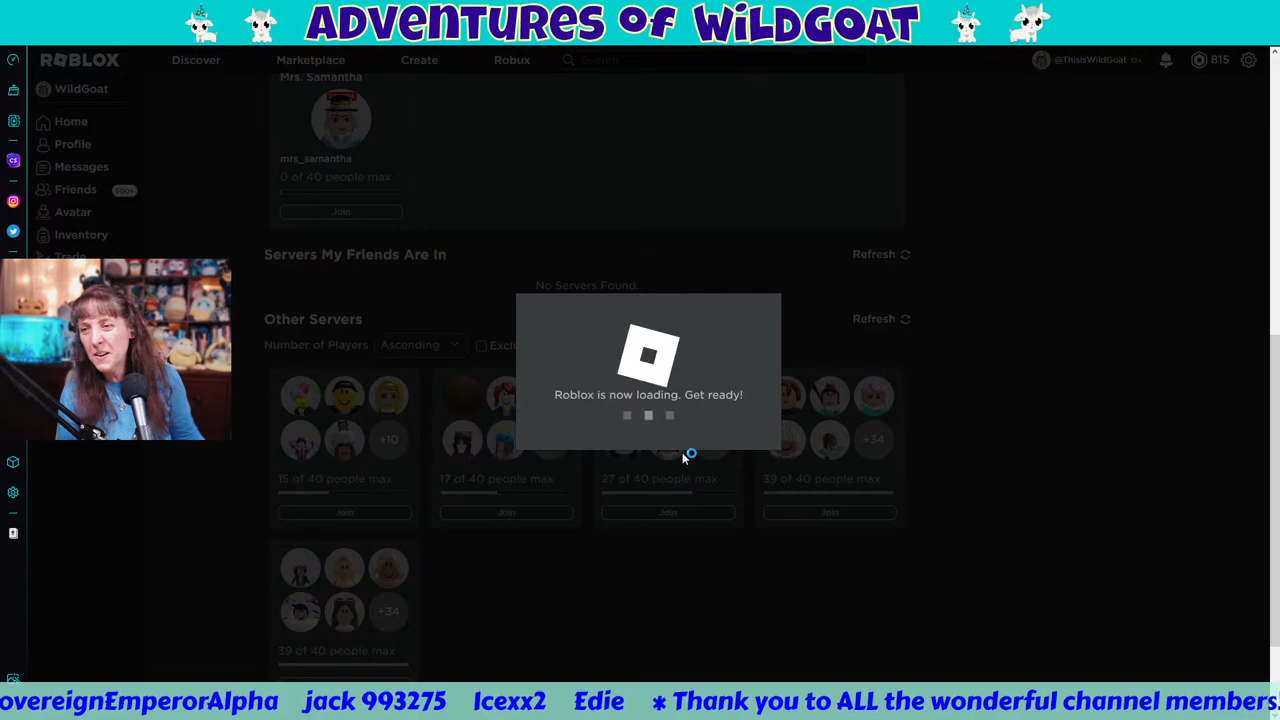 ADVENTURES OF WILDGOAT
ROBLOX Discover Marketplace Create Robux @ThisisWildGoat 13+ 815
WildGoat
Home
Profile
Messages
Friends 600+
Avatar
Inventory
Trade
Mrs. Samantha
mrs_samantha
0 of 40 people max
Join
Servers My Friends Are In Refresh
No Servers Found.
Other Servers Refresh
Number of Players Ascending
Roblox is now loading. Get ready!
+10 +34
15 of 40 people max 17 of 40 people max 27 of 40 people max 39 of 40 people max
Join Join Join Join
+34
39 of 40 people max
overeignEmperorAlpha jack 993275 Icexx2 Edie * Thank you to ALL the wonderful channel members